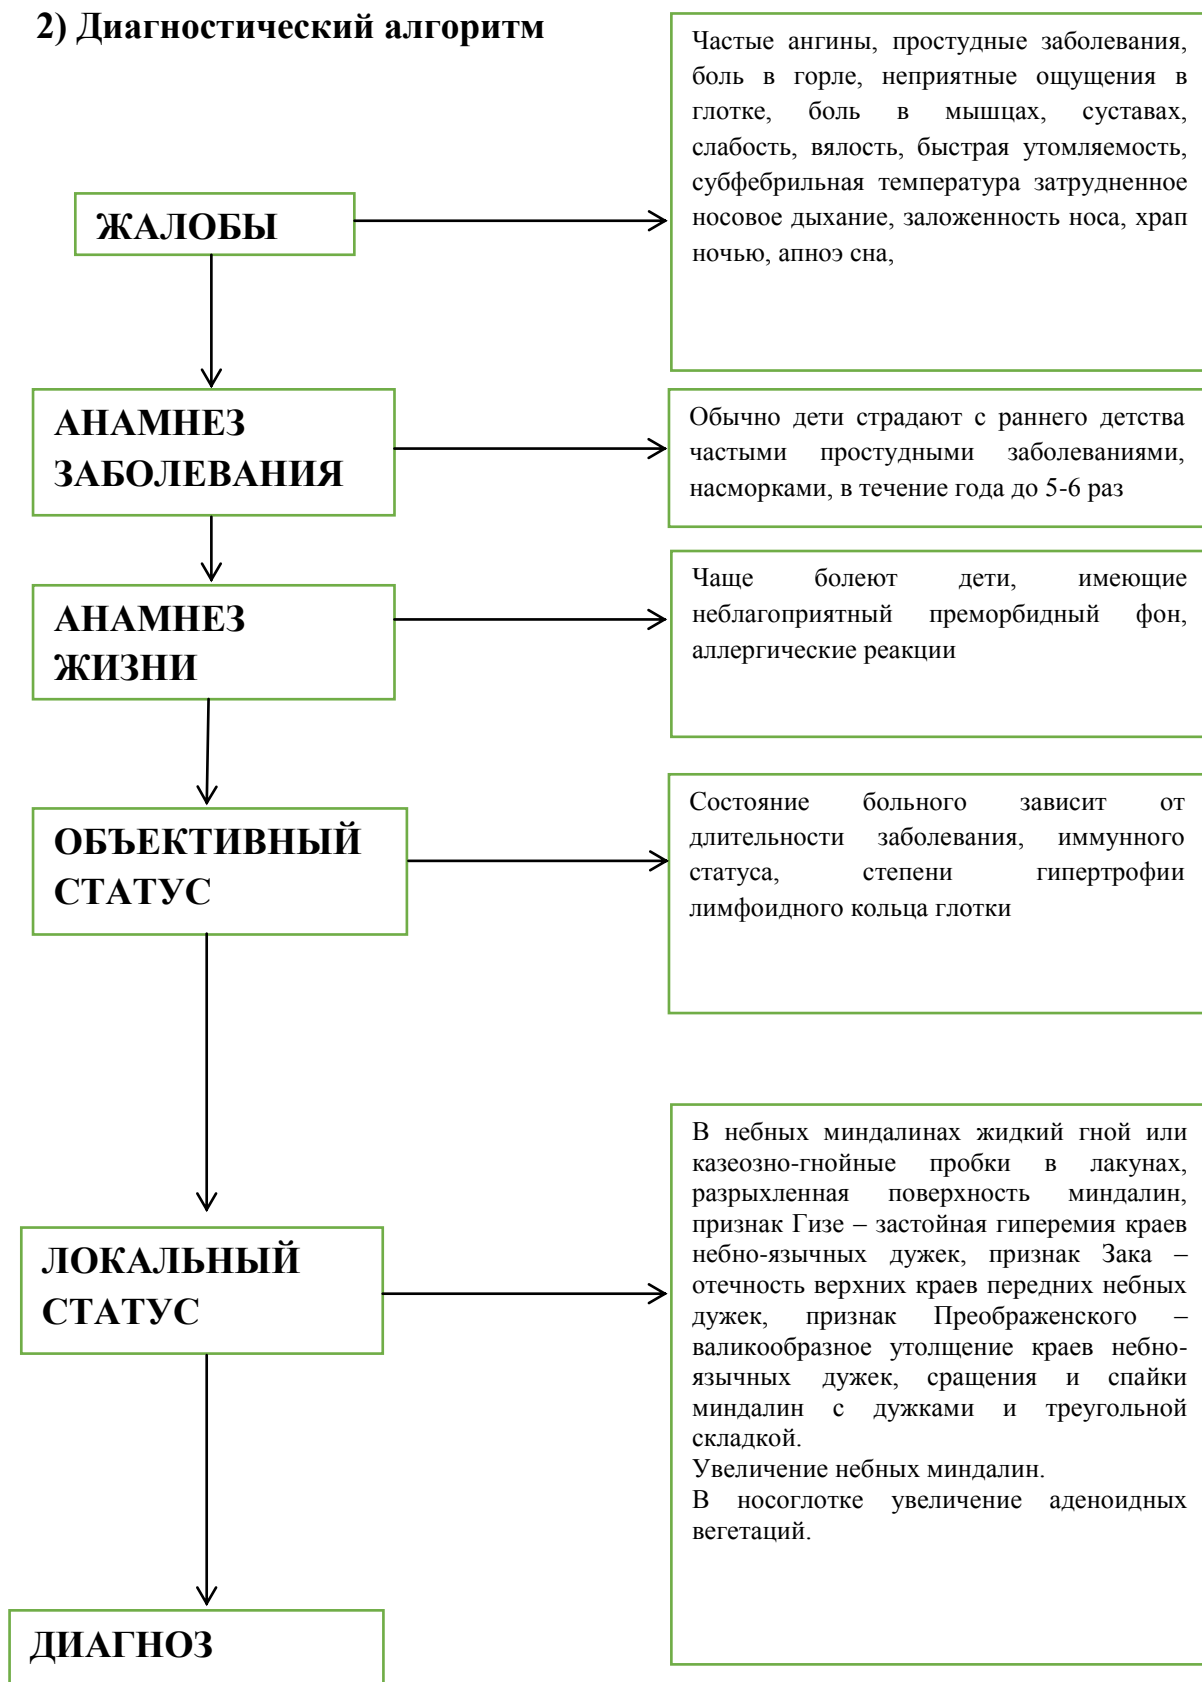 2) Диагностический алгоритм
Частые ангины, простудные заболевания,
боль в горле, неприятные ощущения в
глотке, боль в мышцах, суставах,
слабость, вялость, быстрая утомляемость,
субфебрильная температура затрудненное
носовое дыхание, заложенность носа, храп
ночью, апноэ сна,
ЖАЛОБЫ
АНАМНЕЗ
ЗАБОЛЕВАНИЯ
Обычно дети страдают с раннего детства
частыми простудными заболеваниями,
насморками, в течение года до 5-6 раз
АНАМНЕЗ
ЖИЗНИ
Чаще болеют дети, имеющие
неблагоприятный преморбидный фон,
аллергические реакции
ОБЪЕКТИВНЫЙ
СТАТУС
Состояние больного зависит от
длительности заболевания, иммунного
статуса, степени гипертрофии
лимфоидного кольца глотки
ЛОКАЛЬНЫЙ
СТАТУС
В небных миндалинах жидкий гной или
казеозно-гнойные пробки в лакунах,
разрыхленная поверхность миндалин,
признак Гизе – застойная гиперемия краев
небно-язычных дужек, признак Зака –
отечность верхних краев передних небных
дужек, признак Преображенского –
валикообразное утолщение краев небно-
язычных дужек, сращения и спайки
миндалин с дужками и треугольной
складкой.
Увеличение небных миндалин.
В носоглотке увеличение аденоидных
вегетаций.
ДИАГНОЗ